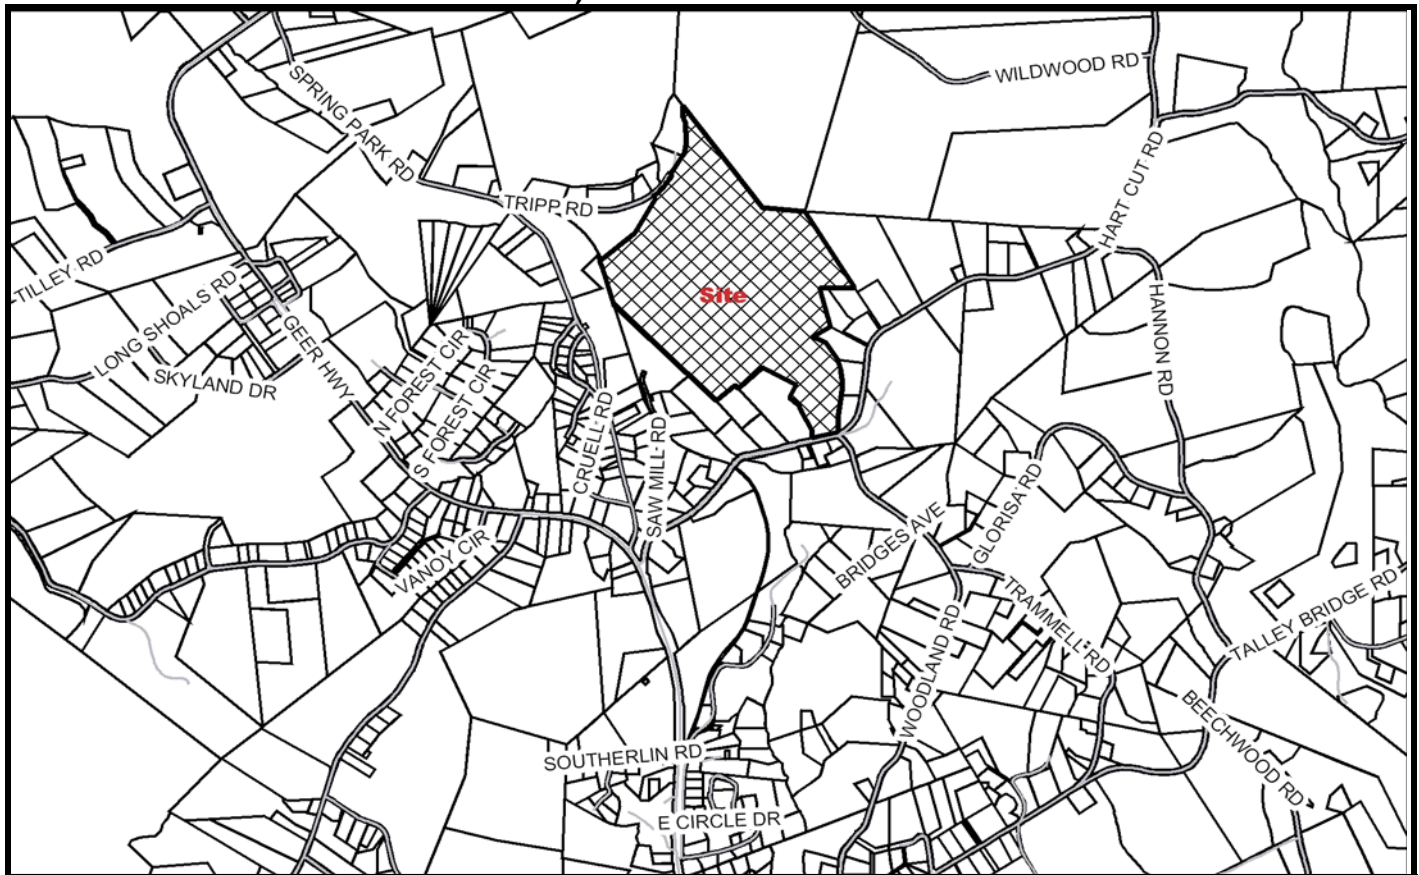 WILDWOOD RD
SPRING PARK RD
HART CUT RD
TRIPP RD
TILLEY RD
LONG SHOALS RD
Site
HANNON RD
GEER HWY
SKYLAND DR
N FOREST CIR
S FOREST CIR
CRUELL RD
SAW MILL RD
GLORISA RD
BRIDGES AVE
VANOY CIR
TRAMMELL RD
TALLEY BRIDGE RD
WOODLAND RD
BEECHWOOD RD
SOUTHERLIN RD
E CIRCLE DR